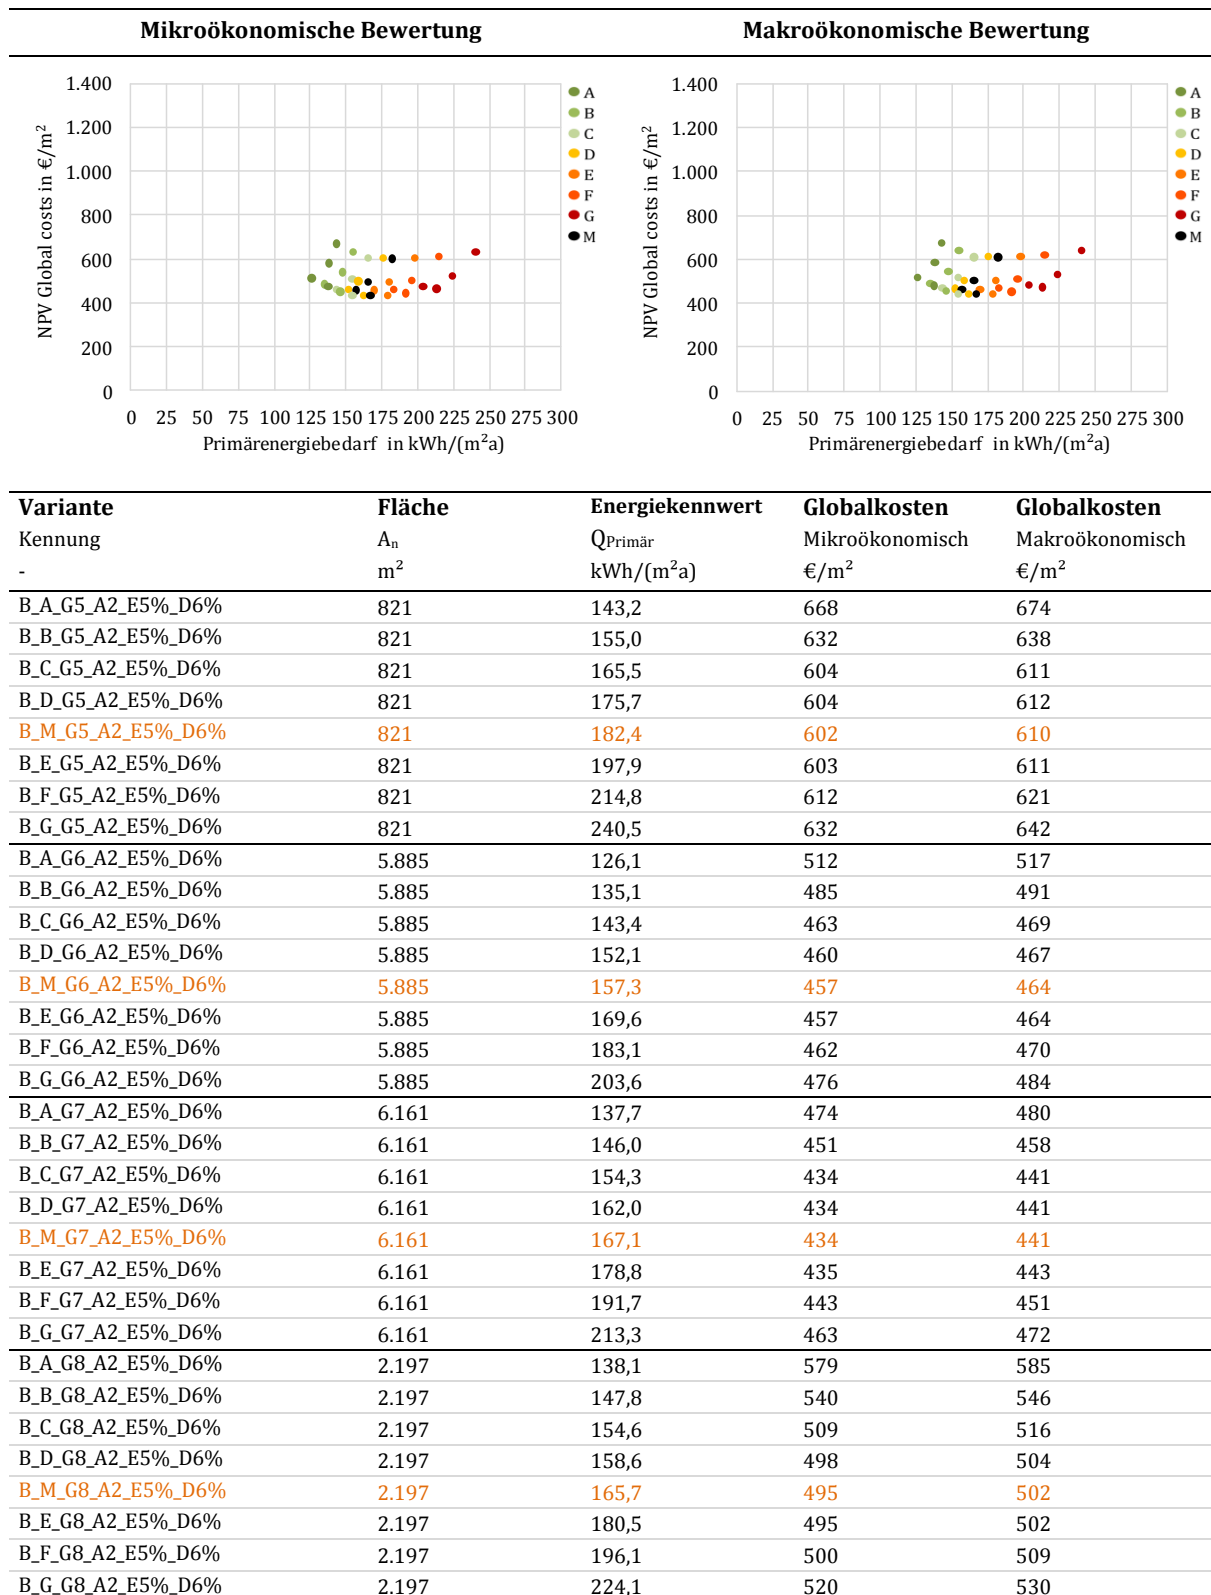 Mikroökonomische Bewertung Makroökonomische Bewertung
NPV Global costs in €/m²
1.400
1.200
1.000
800
600
400
200
0
0 25 50 75 100 125 150 175 200 225 250 275 300
Primärenergiebedarf in kWh/(m²a)
A
B
C
D
E
F
G
M
NPV Global costs in €/m²
1.400
1.200
1.000
800
600
400
200
0
0 25 50 75 100 125 150 175 200 225 250 275 300
Primärenergiebedarf in kWh/(m²a)
A
B
C
D
E
F
G
M
Variante Fläche Energiekennwert Globalkosten Globalkosten
Kennung Aₙ QPrimär Mikroökonomisch Makroökonomisch
- m² kWh/(m²a) €/m² €/m²
B_A_G5_A2_E5%_D6% 821 143,2 668 674
B_B_G5_A2_E5%_D6% 821 155,0 632 638
B_C_G5_A2_E5%_D6% 821 165,5 604 611
B_D_G5_A2_E5%_D6% 821 175,7 604 612
B_M_G5_A2_E5%_D6% 821 182,4 602 610
B_E_G5_A2_E5%_D6% 821 197,9 603 611
B_F_G5_A2_E5%_D6% 821 214,8 612 621
B_G_G5_A2_E5%_D6% 821 240,5 632 642
B_A_G6_A2_E5%_D6% 5.885 126,1 512 517
B_B_G6_A2_E5%_D6% 5.885 135,1 485 491
B_C_G6_A2_E5%_D6% 5.885 143,4 463 469
B_D_G6_A2_E5%_D6% 5.885 152,1 460 467
B_M_G6_A2_E5%_D6% 5.885 157,3 457 464
B_E_G6_A2_E5%_D6% 5.885 169,6 457 464
B_F_G6_A2_E5%_D6% 5.885 183,1 462 470
B_G_G6_A2_E5%_D6% 5.885 203,6 476 484
B_A_G7_A2_E5%_D6% 6.161 137,7 474 480
B_B_G7_A2_E5%_D6% 6.161 146,0 451 458
B_C_G7_A2_E5%_D6% 6.161 154,3 434 441
B_D_G7_A2_E5%_D6% 6.161 162,0 434 441
B_M_G7_A2_E5%_D6% 6.161 167,1 434 441
B_E_G7_A2_E5%_D6% 6.161 178,8 435 443
B_F_G7_A2_E5%_D6% 6.161 191,7 443 451
B_G_G7_A2_E5%_D6% 6.161 213,3 463 472
B_A_G8_A2_E5%_D6% 2.197 138,1 579 585
B_B_G8_A2_E5%_D6% 2.197 147,8 540 546
B_C_G8_A2_E5%_D6% 2.197 154,6 509 516
B_D_G8_A2_E5%_D6% 2.197 158,6 498 504
B_M_G8_A2_E5%_D6% 2.197 165,7 495 502
B_E_G8_A2_E5%_D6% 2.197 180,5 495 502
B_F_G8_A2_E5%_D6% 2.197 196,1 500 509
B_G_G8_A2_E5%_D6% 2.197 224,1 520 530